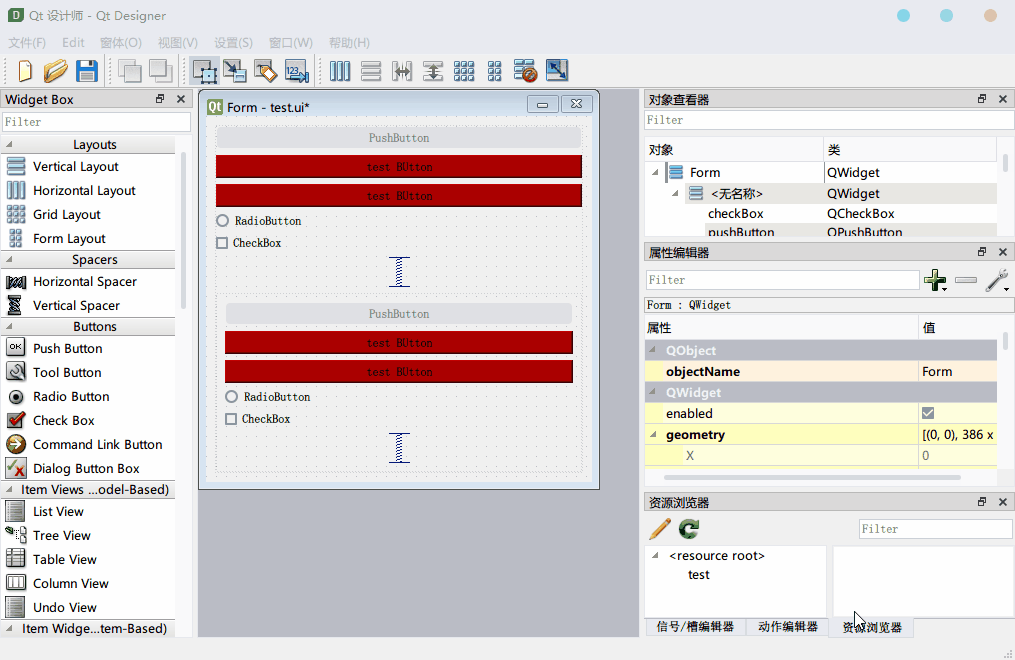 Qt 设计师 - Qt Designer
文件(F) Edit 窗体(O) 视图(V) 设置(S) 窗口(W) 帮助(H)
123
Widget Box
Filter
Layouts
Vertical Layout
Horizontal Layout
Grid Layout
Form Layout
Spacers
Horizontal Spacer
Vertical Spacer
Buttons
OK Push Button
Tool Button
Radio Button
Check Box
Command Link Button
Dialog Button Box
Item Views ...odel-Based)
List View
Tree View
Table View
Column View
Undo View
Item Widge...tem-Based)
Qt Form - test.ui*
PushButton
test BOtton
test BOtton
RadioButton
CheckBox
PushButton
test BOtton
test BOtton
RadioButton
CheckBox
对象查看器
Filter
对象 类
Form QWidget
<无名称> QWidget
checkBox QCheckBox
pushButton QPushButton
属性编辑器
Filter
Form : QWidget
属性 值
QObject
objectName Form
QWidget
enabled
geometry [(0, 0), 386 x
X 0
资源浏览器
Filter
<resource root>
test
信号/槽编辑器 动作编辑器 资源浏览器